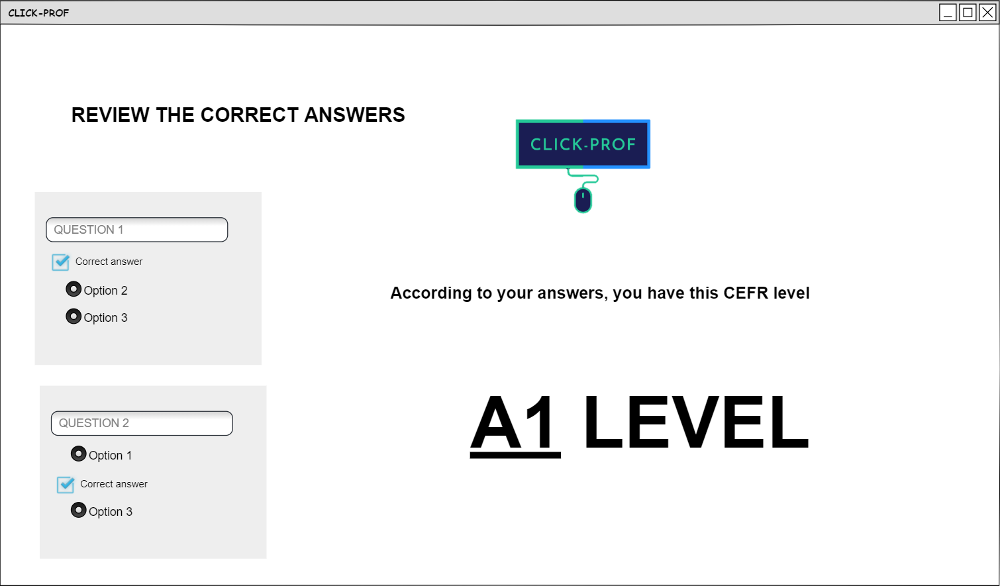 CLICK-PROF
REVIEW THE CORRECT ANSWERS
CLICK-PROF
QUESTION 1
Correct answer
Option 2
Option 3
According to your answers, you have this CEFR level
A1 LEVEL
QUESTION 2
Option 1
Correct answer
Option 3